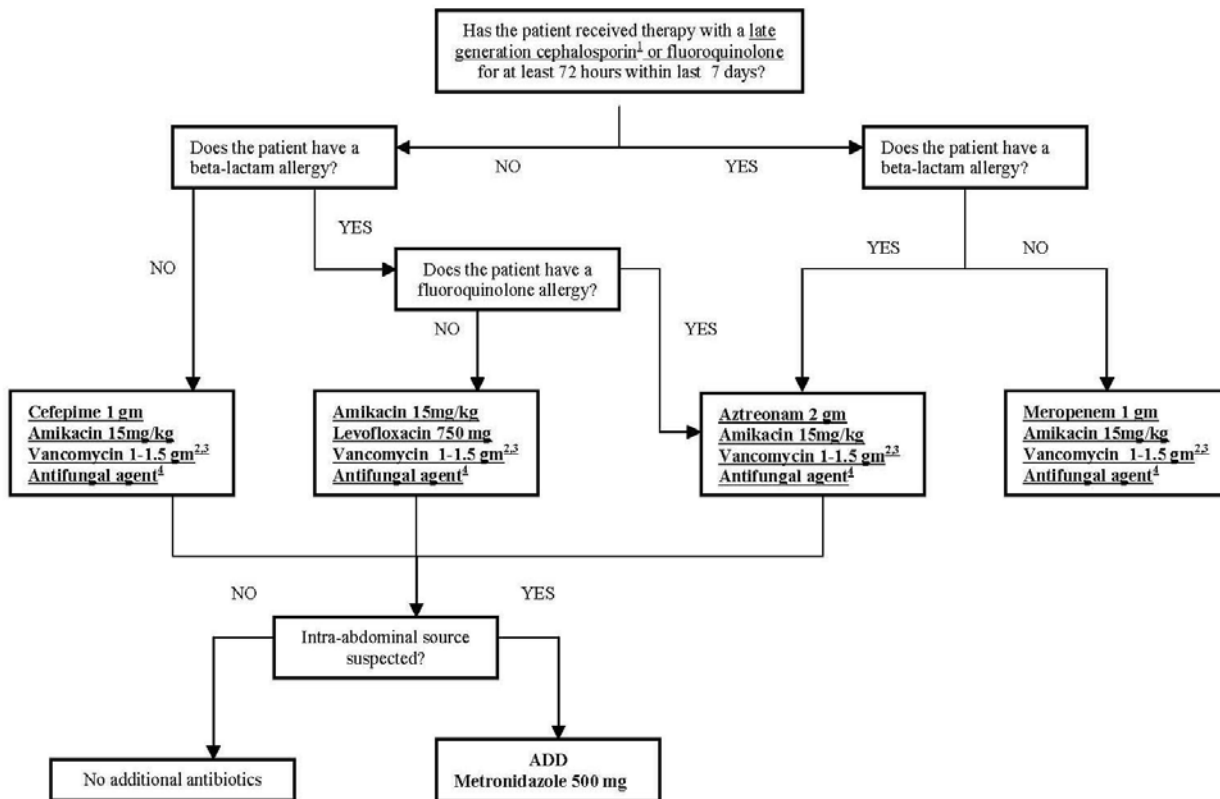 Has the patient received therapy with a late
generation cephalosporin1 or fluoroquinolone
for at least 72 hours within last 7 days?
Does the patient have a
beta-lactam allergy?
NO
YES
Does the patient have a
beta-lactam allergy?
YES
NO
Does the patient have a
fluoroquinolone allergy?
YES
NO
NO
YES
Cefepime 1 gm
Amikacin 15mg/kg
Vancomycin 1-1.5 gm2,3
Antifungal agent4
Amikacin 15mg/kg
Levofloxacin 750 mg
Vancomycin 1-1.5 gm2,3
Antifungal agent4
Aztreonam 2 gm
Amikacin 15mg/kg
Vancomycin 1-1.5 gm2,3
Antifungal agent4
Meropenem 1 gm
Amikacin 15mg/kg
Vancomycin 1-1.5 gm2,3
Antifungal agent4
NO
YES
Intra-abdominal source
suspected?
No additional antibiotics
ADD
Metronidazole 500 mg